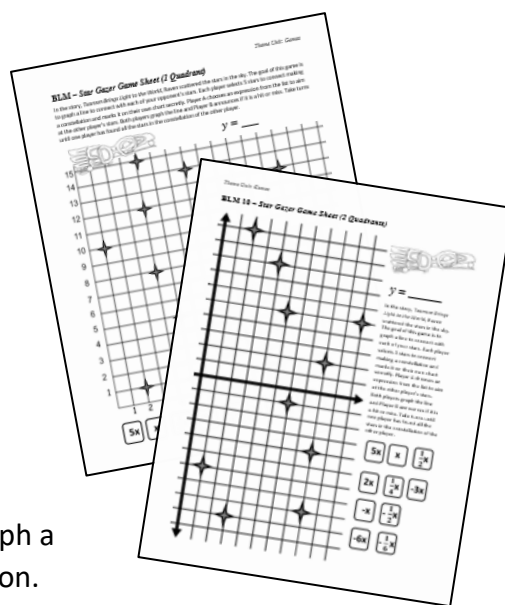 Theme Unit: Games
BLM – Star Gazer Game Sheet (1 Quadrant)
In the story, Txamsm Brings Light to the World, Raven scattered the stars in the sky. The goal of this game is
to graph a line to connect with each of your opponent's stars. Each player selects 3 stars to connect making
a constellation and marks it on their own chart secretly. Player A chooses an expression from the list to aim
at the other player's stars. Both players graph the line and Player B announces if it is a hit or miss. Take turns
until one player has found all the stars in the constellation of the other player.
y = ___
15
14
13
12
11
10
9
8
7
6
5
4
3
2
1
1 2
5x
Theme Unit: Games
BLM 10 – Star Gazer Game Sheet (2 Quadrants)
y = _____
In the story, Txamsm Brings
Light to the World, Raven
scattered the stars in the sky.
The goal of this game is to
graph a line to connect with
each of your stars. Each player
selects 3 stars to connect
making a constellation and
marks it on their own chart
secretly. Player A chooses an
expression from the list to aim
at the other player's stars.
Both players graph the line
and Player B announces if it is
a hit or miss. Take turns until
one player has found all the
stars in the constellation of the
other player.
5x x 1/2x
2x 1/4x -3x
-x -1/2x
-6x -1/6x
ph a
on.